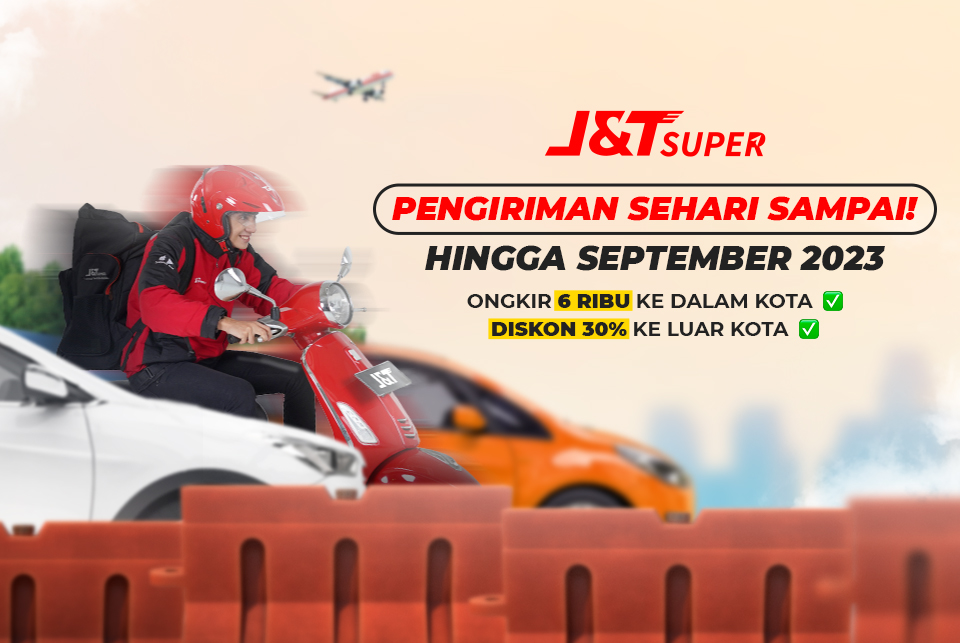 J&T SUPER
PENGIRIMAN SEHARI SAMPAI!
HINGGA SEPTEMBER 2023
ONGKIR 6 RIBU KE DALAM KOTA ✅
DISKON 30% KE LUAR KOTA ✅
J&T
J&T